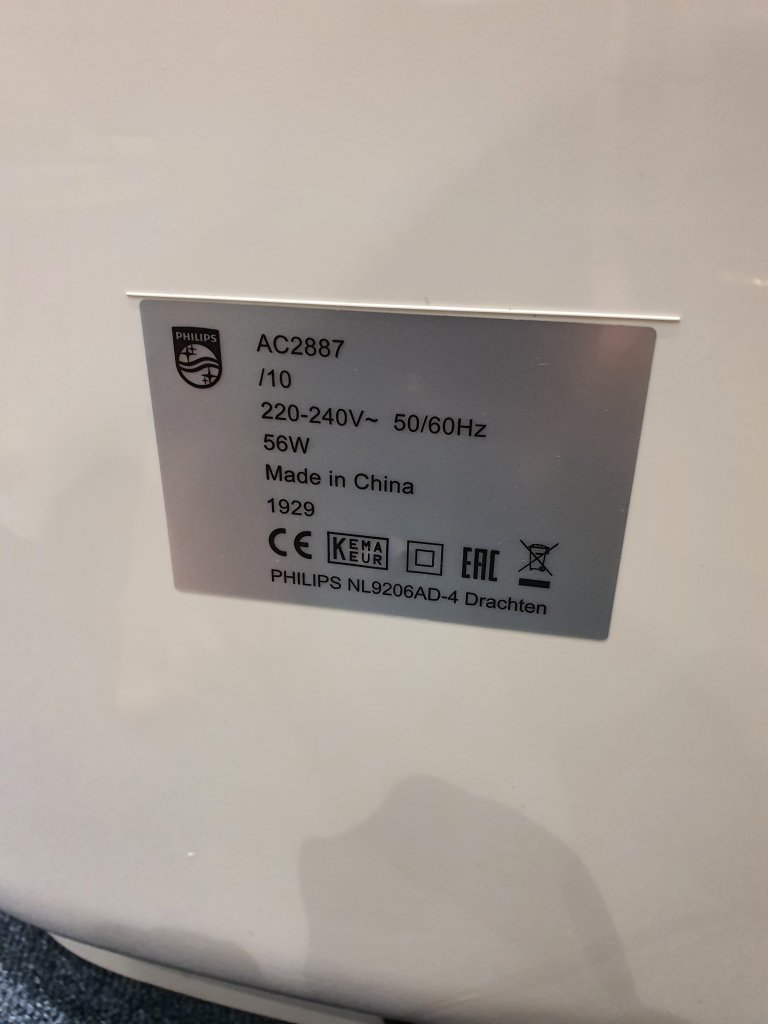 PHILIPS
AC2887
/10
220-240V~ 50/60Hz
56W
Made in China
1929
CE KEMA EUR EAC
PHILIPS NL9206AD-4 Drachten